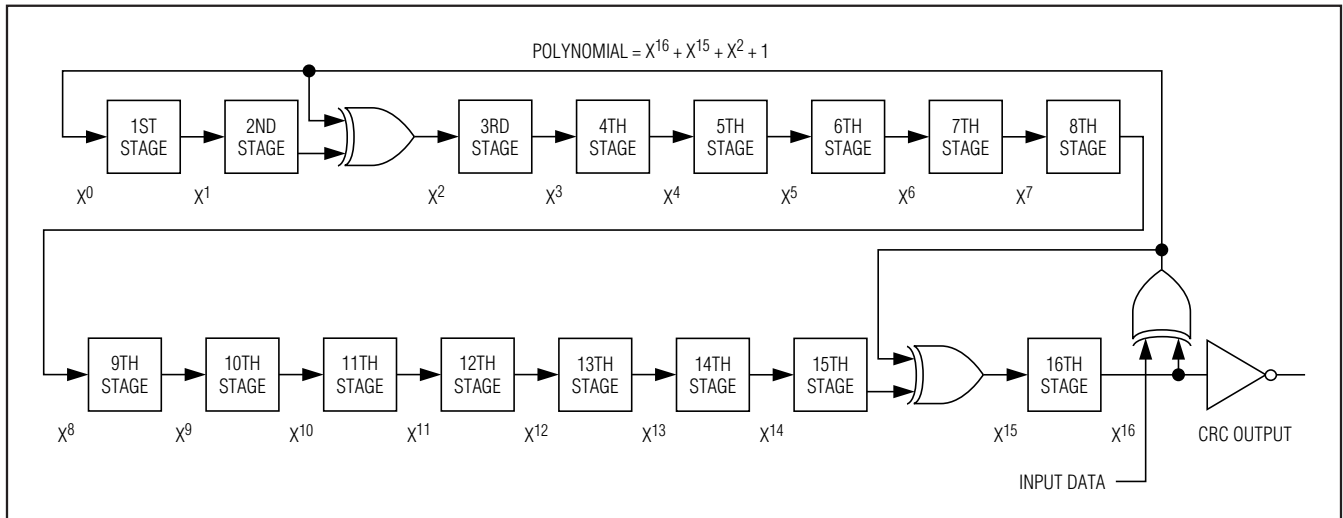 POLYNOMIAL = X16 + X15 + X2 + 1
1ST
STAGE
2ND
STAGE
3RD
STAGE
4TH
STAGE
5TH
STAGE
6TH
STAGE
7TH
STAGE
8TH
STAGE
X0
X1
X2
X3
X4
X5
X6
X7
9TH
STAGE
10TH
STAGE
11TH
STAGE
12TH
STAGE
13TH
STAGE
14TH
STAGE
15TH
STAGE
16TH
STAGE
X8
X9
X10
X11
X12
X13
X14
X15
X16
CRC OUTPUT
INPUT DATA